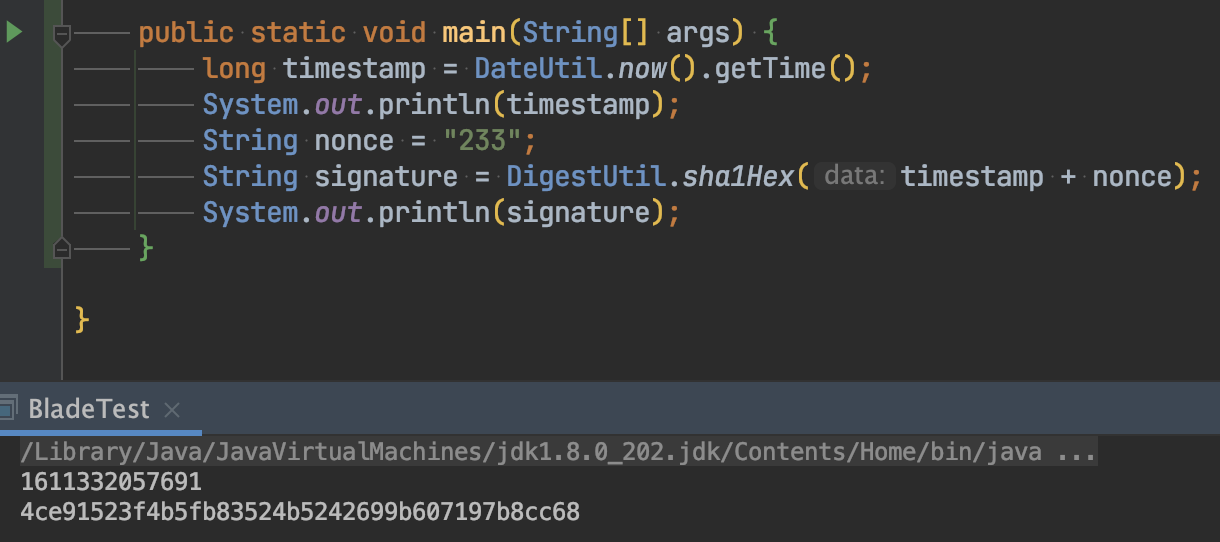 public static void main(String[] args) {
long timestamp = DateUtil.now().getTime();
System.out.println(timestamp);
String nonce = "233";
String signature = DigestUtil.sha1Hex( data: timestamp + nonce);
System.out.println(signature);
}
}
BladeTest
/Library/Java/JavaVirtualMachines/jdk1.8.0_202.jdk/Contents/Home/bin/java ...
1611332057691
4ce91523f4b5fb83524b5242699b607197b8cc68